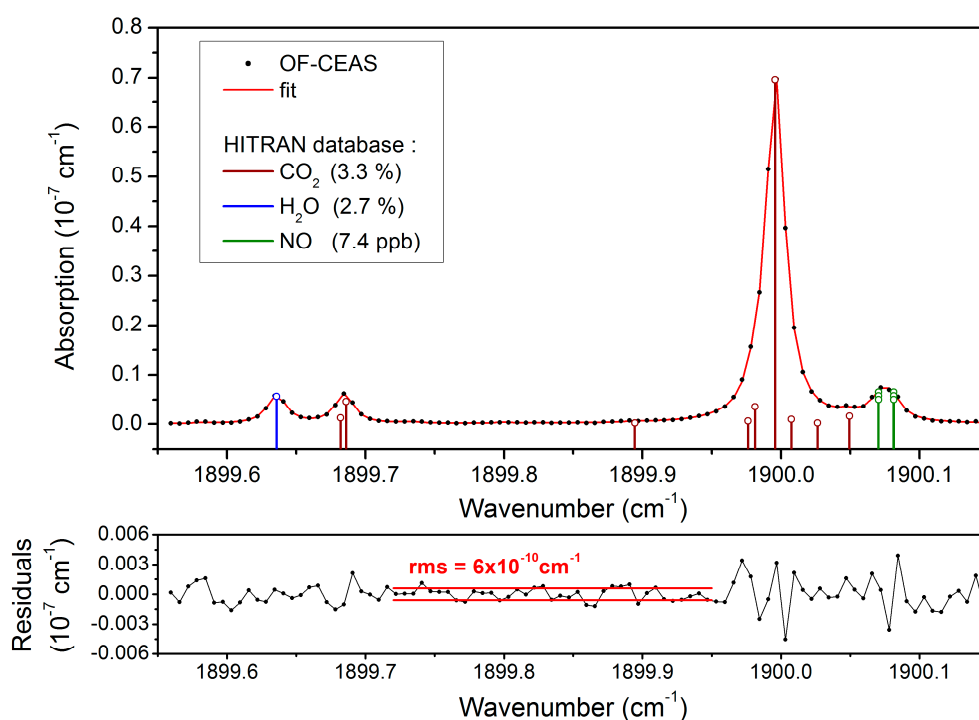 0.8
0.7
0.6
0.5
0.4
0.3
0.2
0.1
0.0
Absorption (10⁻⁷ cm⁻¹)
OF-CEAS
fit
HITRAN database :
CO₂ (3.3 %)
H₂O (2.7 %)
NO (7.4 ppb)
1899.6 1899.7 1899.8 1899.9 1900.0 1900.1
Wavenumber (cm⁻¹)
0.006
0.003
0.000
-0.003
-0.006
Residuals
(10⁻⁷ cm⁻¹)
rms = 6x10⁻¹⁰cm⁻¹
1899.6 1899.7 1899.8 1899.9 1900.0 1900.1
Wavenumber (cm⁻¹)